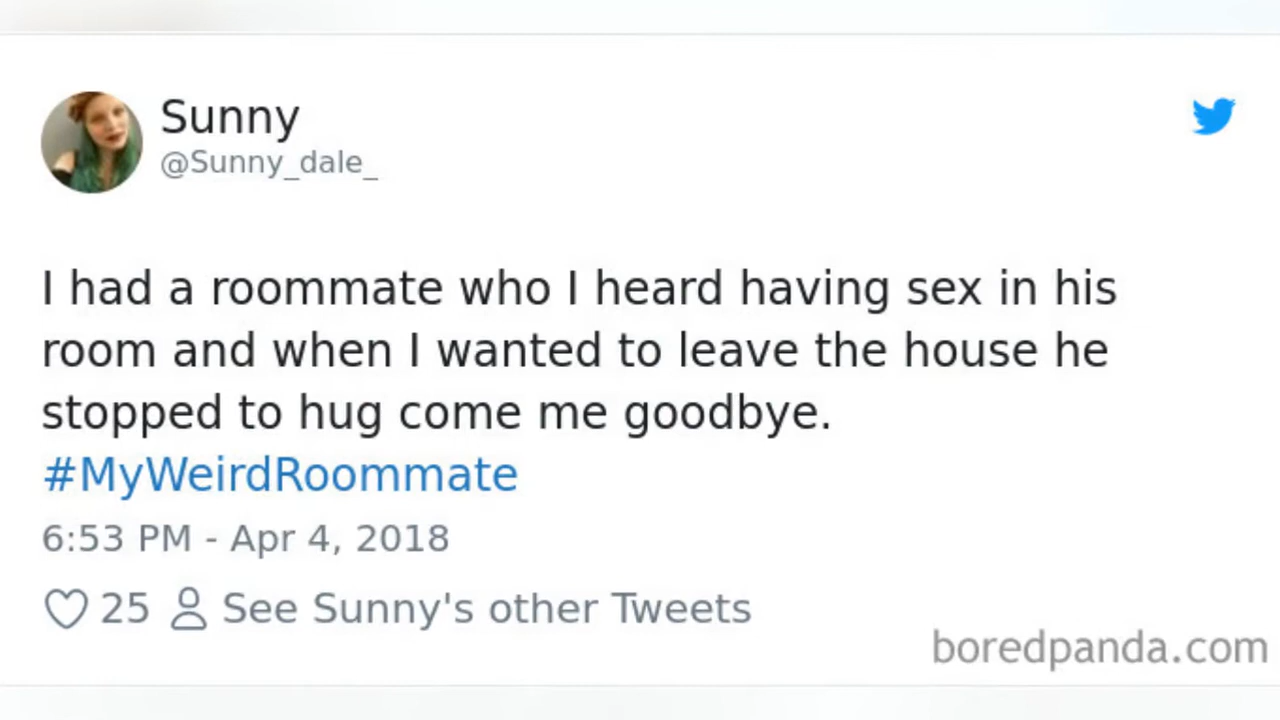 Sunny
@Sunny_dale_
I had a roommate who I heard having sex in his
room and when I wanted to leave the house he
stopped to hug come me goodbye.
#MyWeirdRoommate
6:53 PM - Apr 4, 2018
25 See Sunny's other Tweets
boredpanda.com